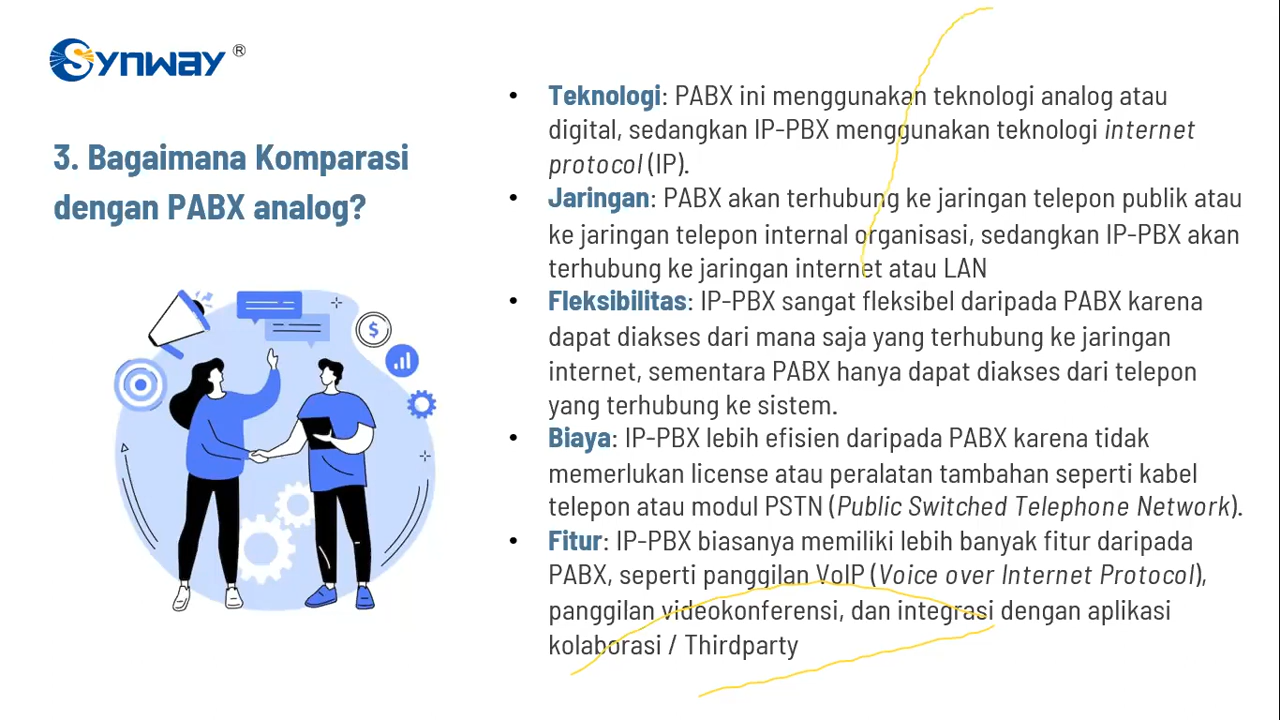 Synway ®
3. Bagaimana Komparasi
dengan PABX analog?
• Teknologi: PABX ini menggunakan teknologi analog atau
digital, sedangkan IP-PBX menggunakan teknologi internet
protocol (IP).
• Jaringan: PABX akan terhubung ke jaringan telepon publik atau
ke jaringan telepon internal organisasi, sedangkan IP-PBX akan
terhubung ke jaringan internet atau LAN
• Fleksibilitas: IP-PBX sangat fleksibel daripada PABX karena
dapat diakses dari mana saja yang terhubung ke jaringan
internet, sementara PABX hanya dapat diakses dari telepon
yang terhubung ke sistem.
• Biaya: IP-PBX lebih efisien daripada PABX karena tidak
memerlukan license atau peralatan tambahan seperti kabel
telepon atau modul PSTN (Public Switched Telephone Network).
• Fitur: IP-PBX biasanya memiliki lebih banyak fitur daripada
PABX, seperti panggilan VoIP (Voice over Internet Protocol),
panggilan videokonferensi, dan integrasi dengan aplikasi
kolaborasi / Thirdparty
$